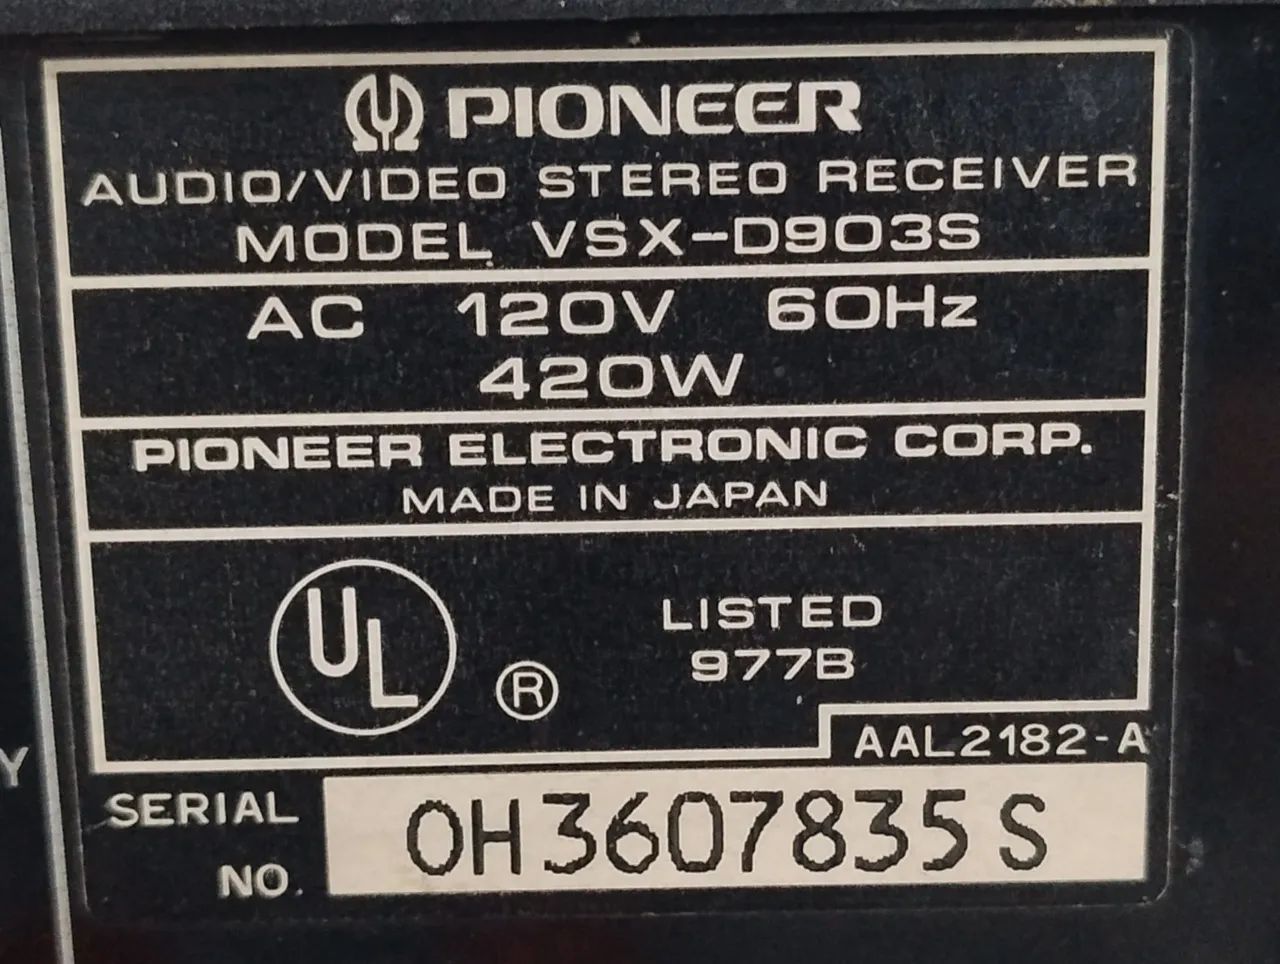 PIONEER
AUDIO/VIDEO STEREO RECEIVER
MODEL VSX-D903S
AC 120V 60Hz
420W
PIONEER ELECTRONIC CORP.
MADE IN JAPAN
UL ® LISTED
977B
AAL2182-A
Y
SERIAL NO. OH3607835S